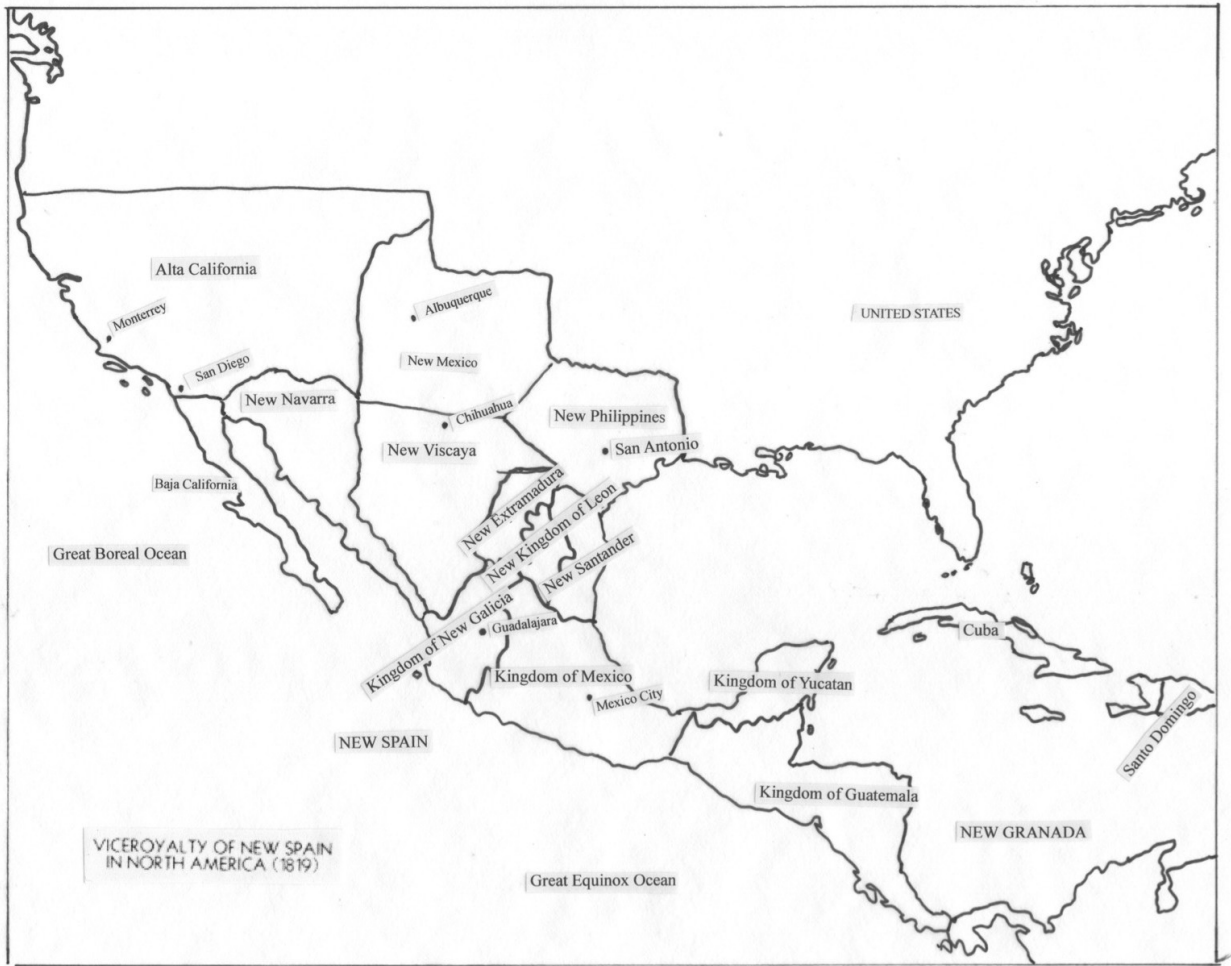 Alta California
Albuquerque
Monterrey
UNITED STATES
San Diego
New Mexico
New Navarra
Chihuahua
New Philippines
New Viscaya
San Antonio
Baja California
New Extramadura
New Kingdom of Leon
Great Boreal Ocean
New Santander
Kingdom of New Galicia
Guadalajara
Cuba
Kingdom of Mexico
Kingdom of Yucatan
Mexico City
Santo Domingo
NEW SPAIN
Kingdom of Guatemala
NEW GRANADA
VICEROYALTY OF NEW SPAIN
IN NORTH AMERICA (1819)
Great Equinox Ocean